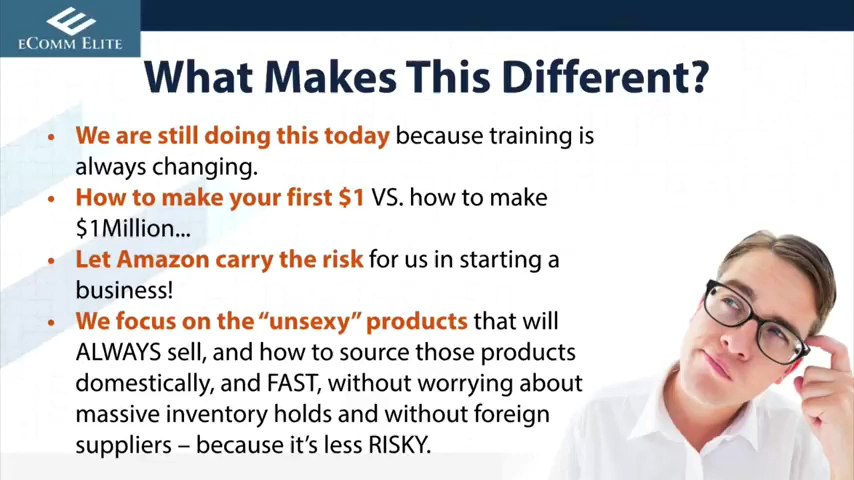 eComm Elite
What Makes This Different?
• We are still doing this today because training is
always changing.
• How to make your first $1 VS. how to make
$1Million...
• Let Amazon carry the risk for us in starting a
business!
• We focus on the “unsexy” products that will
ALWAYS sell, and how to source those products
domestically, and FAST, without worrying about
massive inventory holds and without foreign
suppliers – because it’s less RISKY.